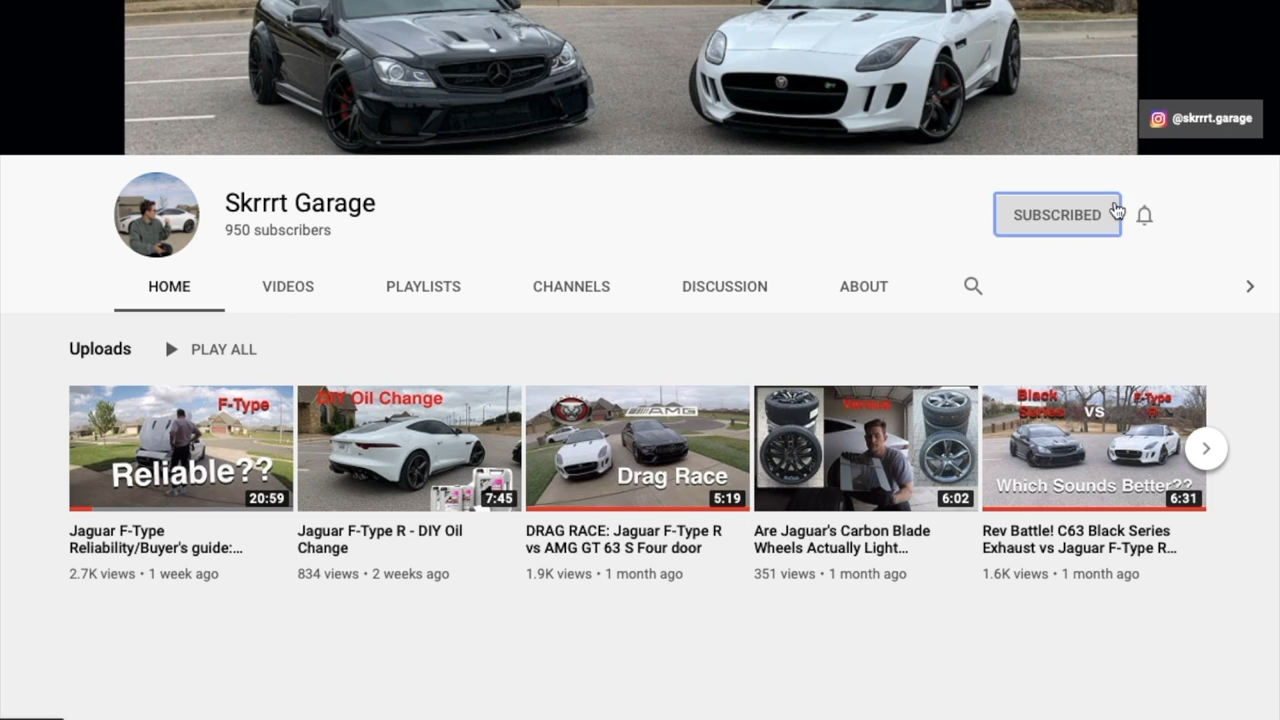 @skrrrt.garage
Skrrrt Garage
950 subscribers
SUBSCRIBED
HOME VIDEOS PLAYLISTS CHANNELS DISCUSSION ABOUT
Uploads PLAY ALL
F-Type
Reliable??
20:59
DIY Oil Change
7:45
AMG
Drag Race
5:19
Versus
6:02
Black
Series
VS
F-Type
R
Which Sounds Better??
6:31
Jaguar F-Type
Reliability/Buyer's guide:...
2.7K views • 1 week ago
Jaguar F-Type R - DIY Oil
Change
834 views • 2 weeks ago
DRAG RACE: Jaguar F-Type R
vs AMG GT 63 S Four door
1.9K views • 1 month ago
Are Jaguar's Carbon Blade
Wheels Actually Light...
351 views • 1 month ago
Rev Battle! C63 Black Series
Exhaust vs Jaguar F-Type R...
1.6K views • 1 month ago